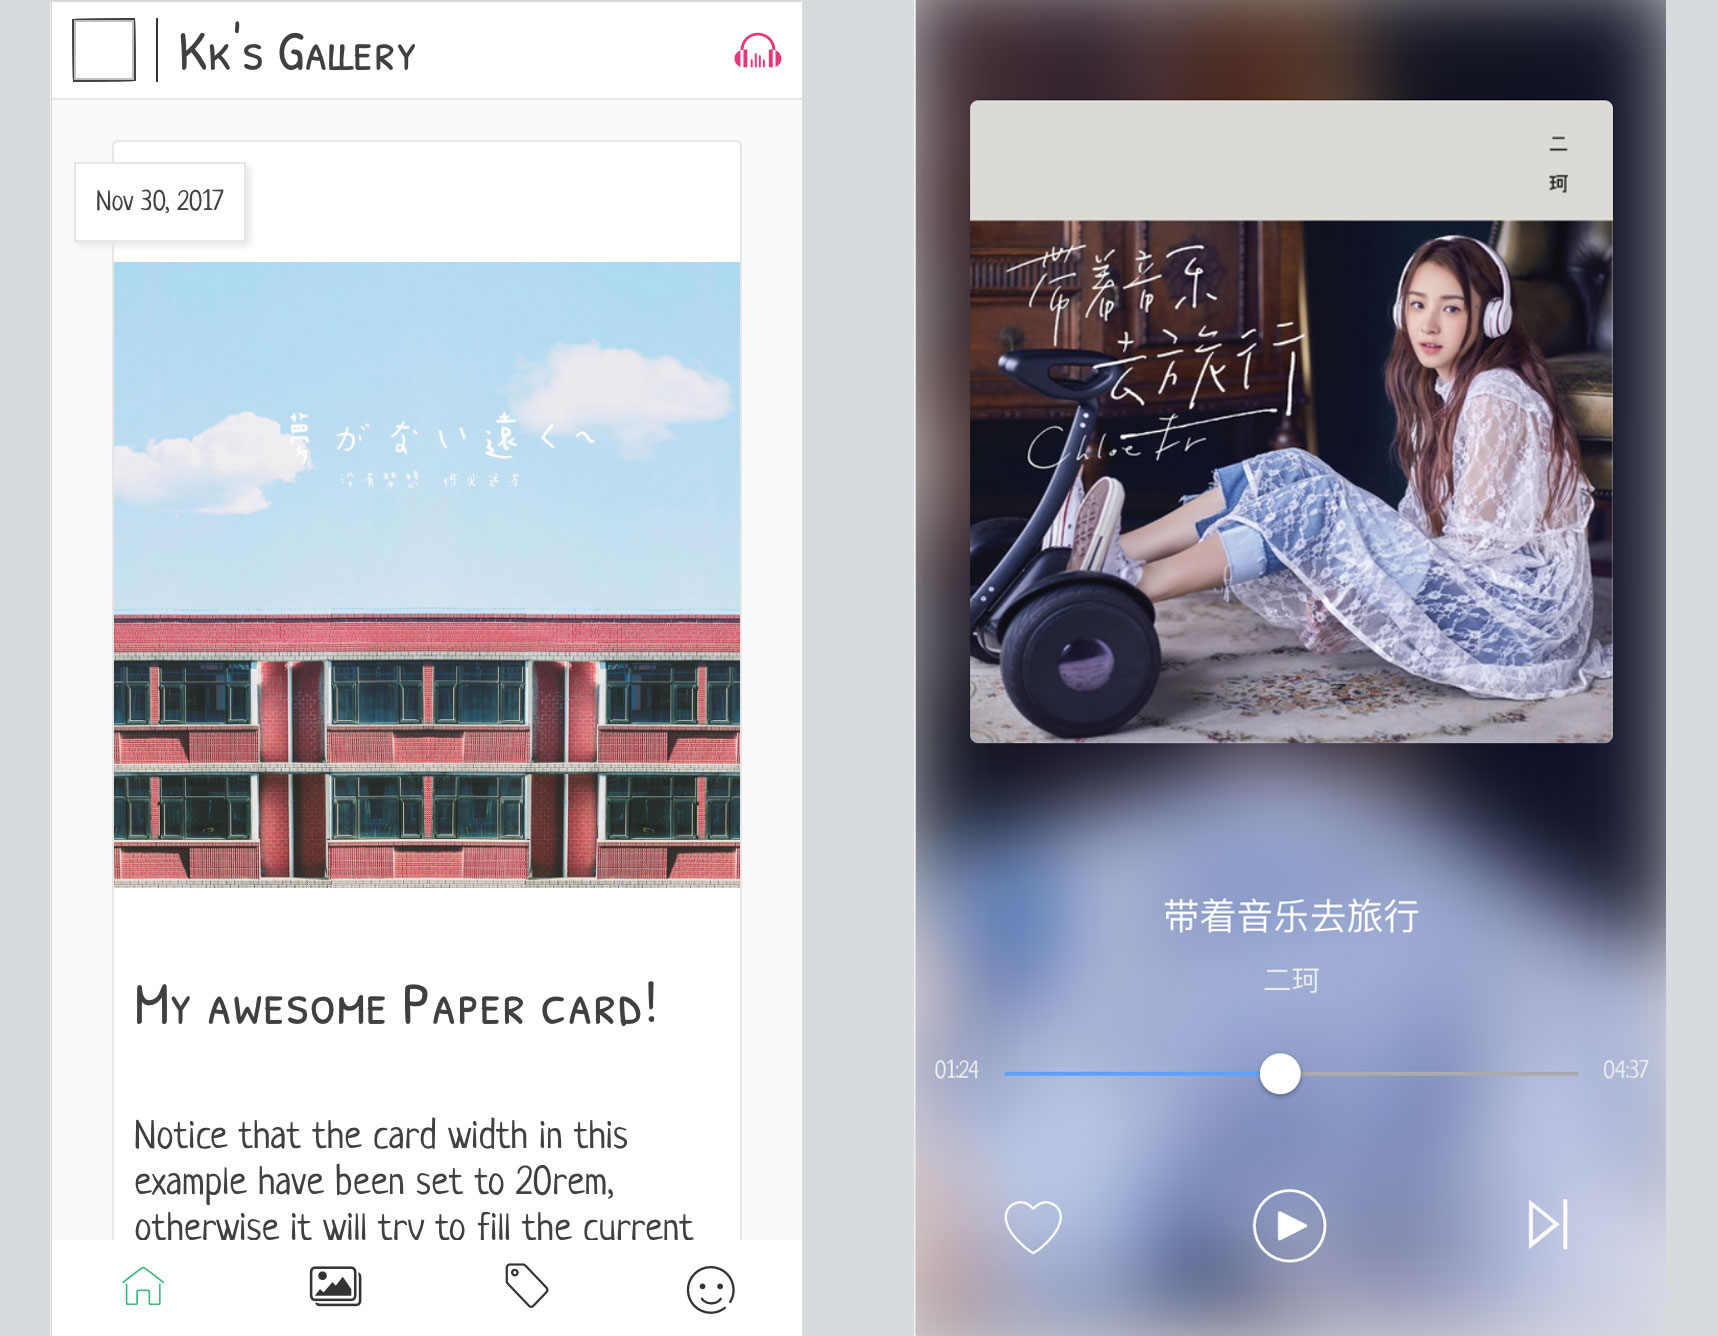 Kk's Gallery
Nov 30, 2017
夢がない遠くへ
没有梦想 何必远方
My awesome Paper card!
Notice that the card width in this
example have been set to 20rem,
otherwise it will try to fill the current
二
珂
带着音乐
去旅行
Chloe Er
带着音乐去旅行
二珂
01:24
04:37